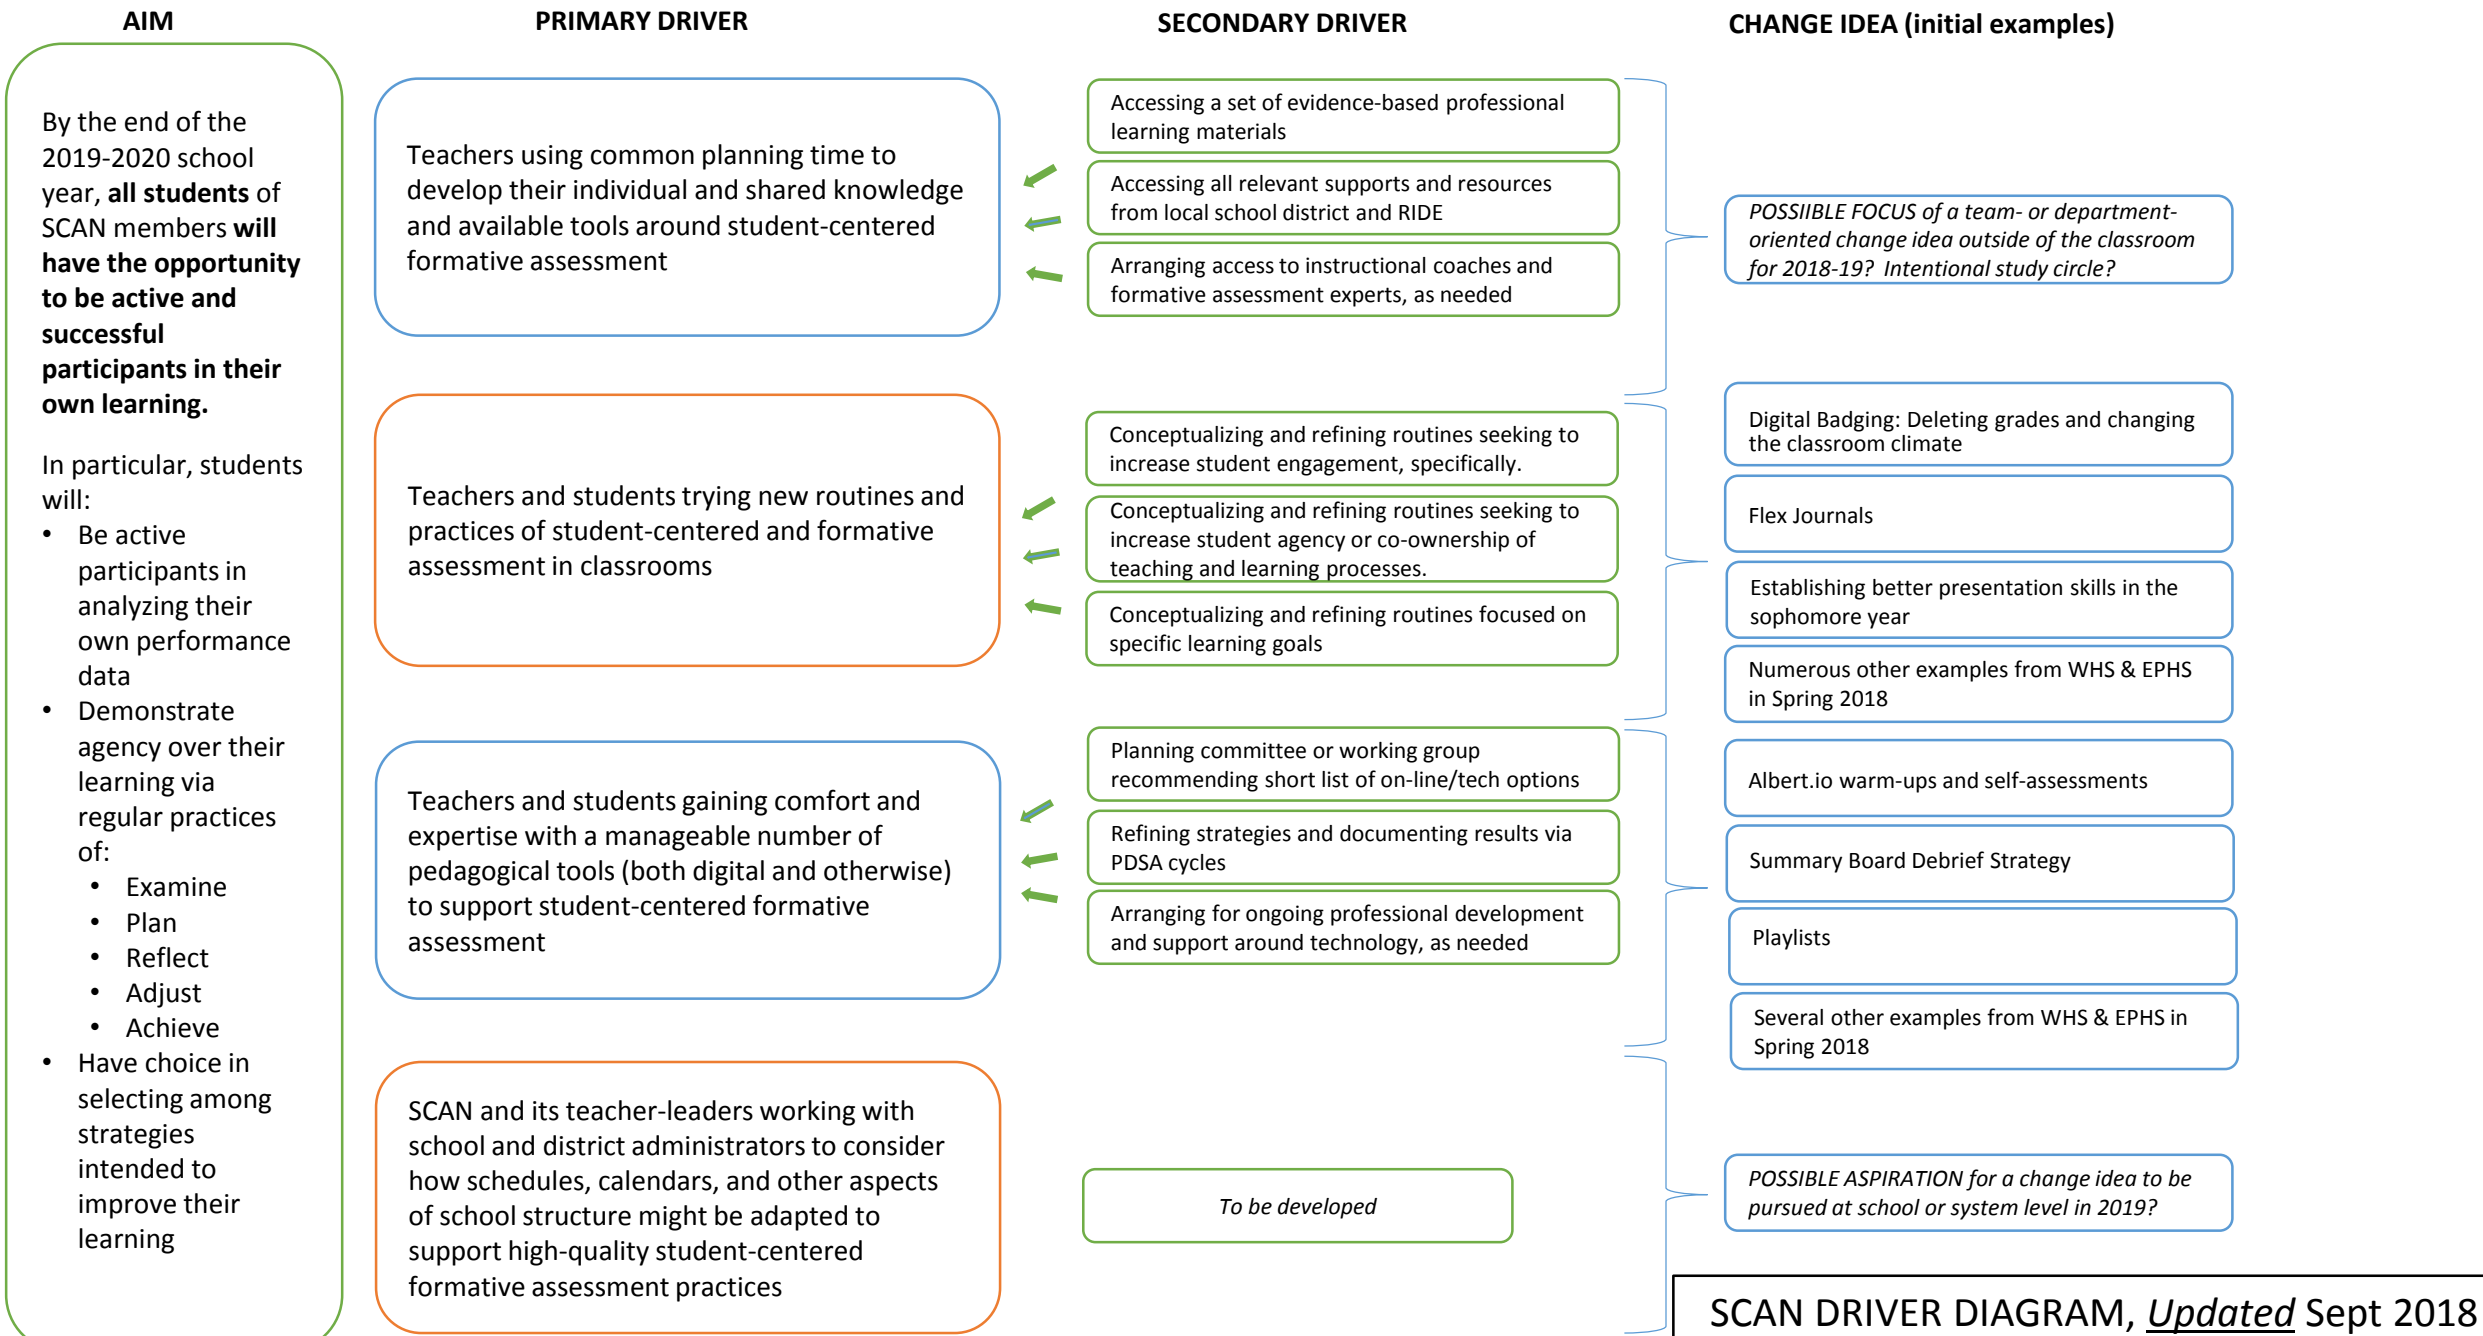 AIM
PRIMARY DRIVER
SECONDARY DRIVER
CHANGE IDEA (initial examples)
By the end of the
2019-2020 school
year, all students of
SCAN members will
have the opportunity
to be active and
successful
participants in their
own learning.
In particular, students
will:
• Be active
participants in
analyzing their
own performance
data
• Demonstrate
agency over their
learning via
regular practices
of:
• Examine
• Plan
• Reflect
• Adjust
• Achieve
• Have choice in
selecting among
strategies
intended to
improve their
learning
Teachers using common planning time to
develop their individual and shared knowledge
and available tools around student-centered
formative assessment
Accessing a set of evidence-based professional
learning materials
Accessing all relevant supports and resources
from local school district and RIDE
Arranging access to instructional coaches and
formative assessment experts, as needed
POSSIIBLE FOCUS of a team- or department-
oriented change idea outside of the classroom
for 2018-19? Intentional study circle?
Teachers and students trying new routines and
practices of student-centered and formative
assessment in classrooms
Conceptualizing and refining routines seeking to
increase student engagement, specifically.
Conceptualizing and refining routines seeking to
increase student agency or co-ownership of
teaching and learning processes.
Conceptualizing and refining routines focused on
specific learning goals
Digital Badging: Deleting grades and changing
the classroom climate
Flex Journals
Establishing better presentation skills in the
sophomore year
Numerous other examples from WHS & EPHS
in Spring 2018
Teachers and students gaining comfort and
expertise with a manageable number of
pedagogical tools (both digital and otherwise)
to support student-centered formative
assessment
Planning committee or working group
recommending short list of on-line/tech options
Refining strategies and documenting results via
PDSA cycles
Arranging for ongoing professional development
and support around technology, as needed
Albert.io warm-ups and self-assessments
Summary Board Debrief Strategy
Playlists
Several other examples from WHS & EPHS in
Spring 2018
SCAN and its teacher-leaders working with
school and district administrators to consider
how schedules, calendars, and other aspects
of school structure might be adapted to
support high-quality student-centered
formative assessment practices
To be developed
POSSIBLE ASPIRATION for a change idea to be
pursued at school or system level in 2019?
SCAN DRIVER DIAGRAM, Updated Sept 2018